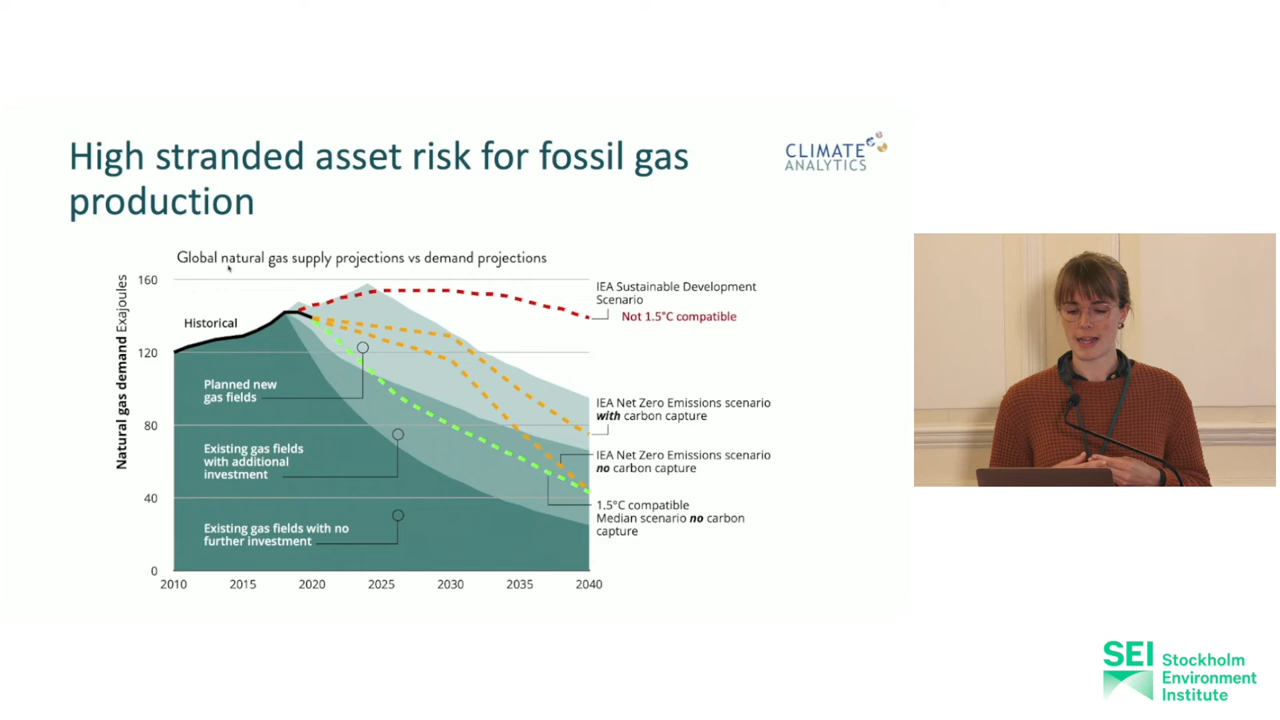 High stranded asset risk for fossil gas
production
CLIMATE
ANALYTICS
Global natural gas supply projections vs demand projections
Natural gas demand Exajoules
160
120
80
40
0
2010
2015
2020
2025
2030
2035
2040
Historical
Planned new
gas fields
Existing gas fields
with additional
investment
Existing gas fields with no
further investment
IEA Sustainable Development
Scenario
Not 1.5°C compatible
IEA Net Zero Emissions scenario
with carbon capture
IEA Net Zero Emissions scenario
no carbon capture
1.5°C compatible
Median scenario no carbon
capture
SEI Stockholm
Environment
Institute